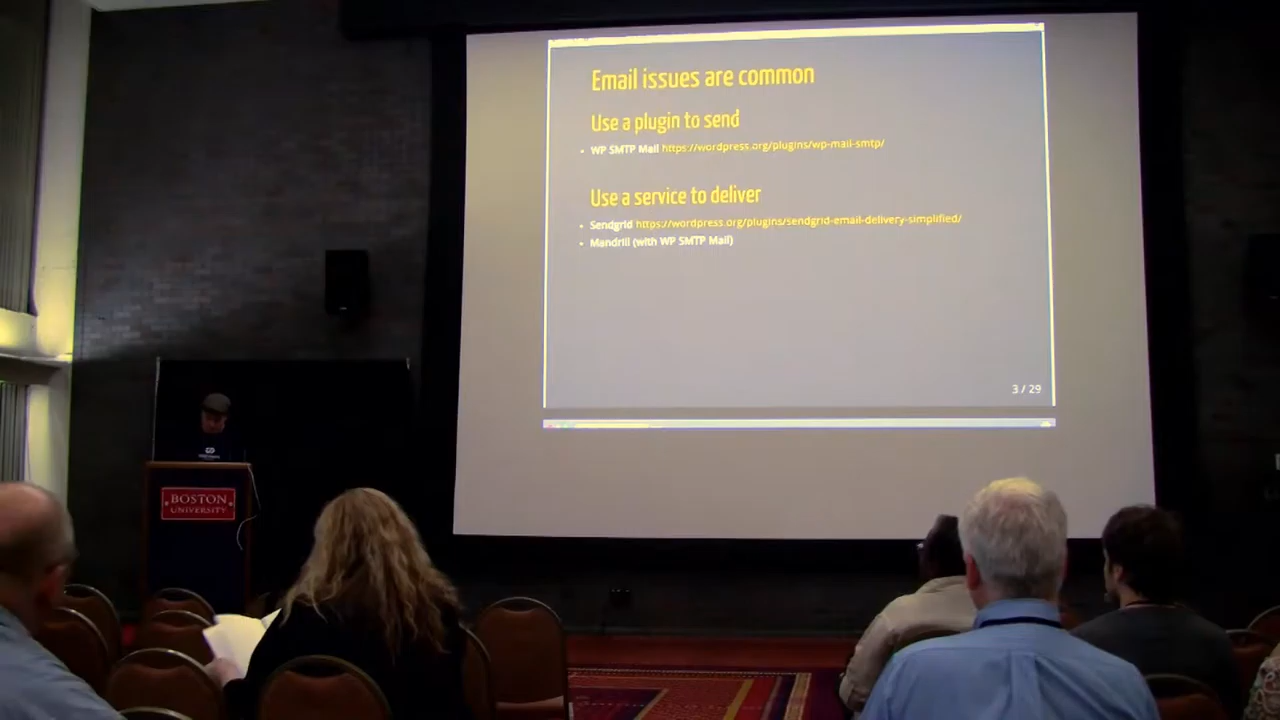 Email issues are common
Use a plugin to send
• WP SMTP Mail https://wordpress.org/plugins/wp-mail-smtp/
Use a service to deliver
• Sendgrid https://wordpress.org/plugins/sendgrid-email-delivery-simplified/
• Mandrill (with WP SMTP Mail)
3 / 29
BOSTON
UNIVERSITY